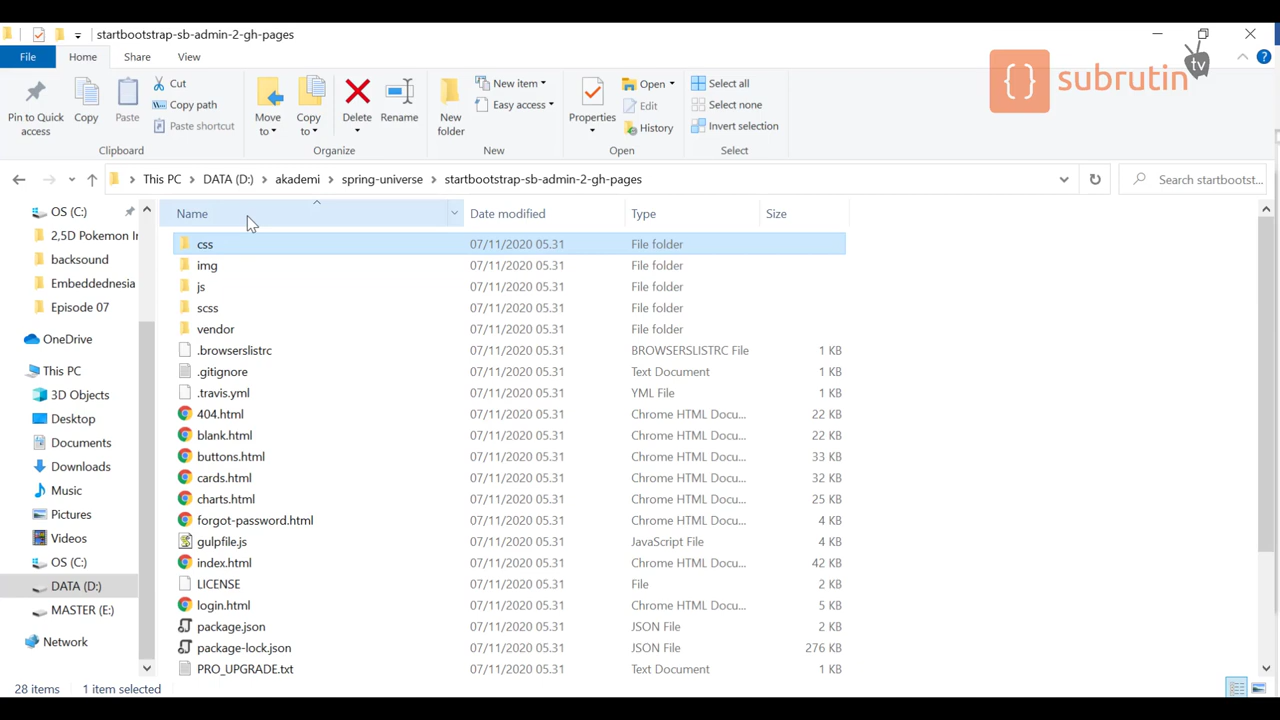 startbootstrap-sb-admin-2-gh-pages
File Home Share View
subrutin tv
Pin to Quick access
Copy
Paste
Cut
Copy path
Paste shortcut
Clipboard
Move to
Copy to
Delete
Rename
Organize
New folder
New item
Easy access
New
Properties
Open
Edit
History
Open
Select all
Select none
Invert selection
Select
This PC DATA (D:) akademi spring-universe startbootstrap-sb-admin-2-gh-pages
Search startbootst...
OS (C:)
2,5D Pokemon Ir
backsound
Embeddednesia
Episode 07
OneDrive
This PC
3D Objects
Desktop
Documents
Downloads
Music
Pictures
Videos
OS (C:)
DATA (D:)
MASTER (E:)
Network
Name Date modified Type Size
css 07/11/2020 05.31 File folder
img 07/11/2020 05.31 File folder
js 07/11/2020 05.31 File folder
scss 07/11/2020 05.31 File folder
vendor 07/11/2020 05.31 File folder
.browserslistrc 07/11/2020 05.31 BROWSERSLISTRC File 1 KB
.gitignore 07/11/2020 05.31 Text Document 1 KB
.travis.yml 07/11/2020 05.31 YML File 1 KB
404.html 07/11/2020 05.31 Chrome HTML Docu... 22 KB
blank.html 07/11/2020 05.31 Chrome HTML Docu... 22 KB
buttons.html 07/11/2020 05.31 Chrome HTML Docu... 33 KB
cards.html 07/11/2020 05.31 Chrome HTML Docu... 32 KB
charts.html 07/11/2020 05.31 Chrome HTML Docu... 25 KB
forgot-password.html 07/11/2020 05.31 Chrome HTML Docu... 4 KB
gulpfile.js 07/11/2020 05.31 JavaScript File 4 KB
index.html 07/11/2020 05.31 Chrome HTML Docu... 42 KB
LICENSE 07/11/2020 05.31 File 2 KB
login.html 07/11/2020 05.31 Chrome HTML Docu... 5 KB
package.json 07/11/2020 05.31 JSON File 2 KB
package-lock.json 07/11/2020 05.31 JSON File 276 KB
PRO_UPGRADE.txt 07/11/2020 05.31 Text Document 1 KB
28 items 1 item selected